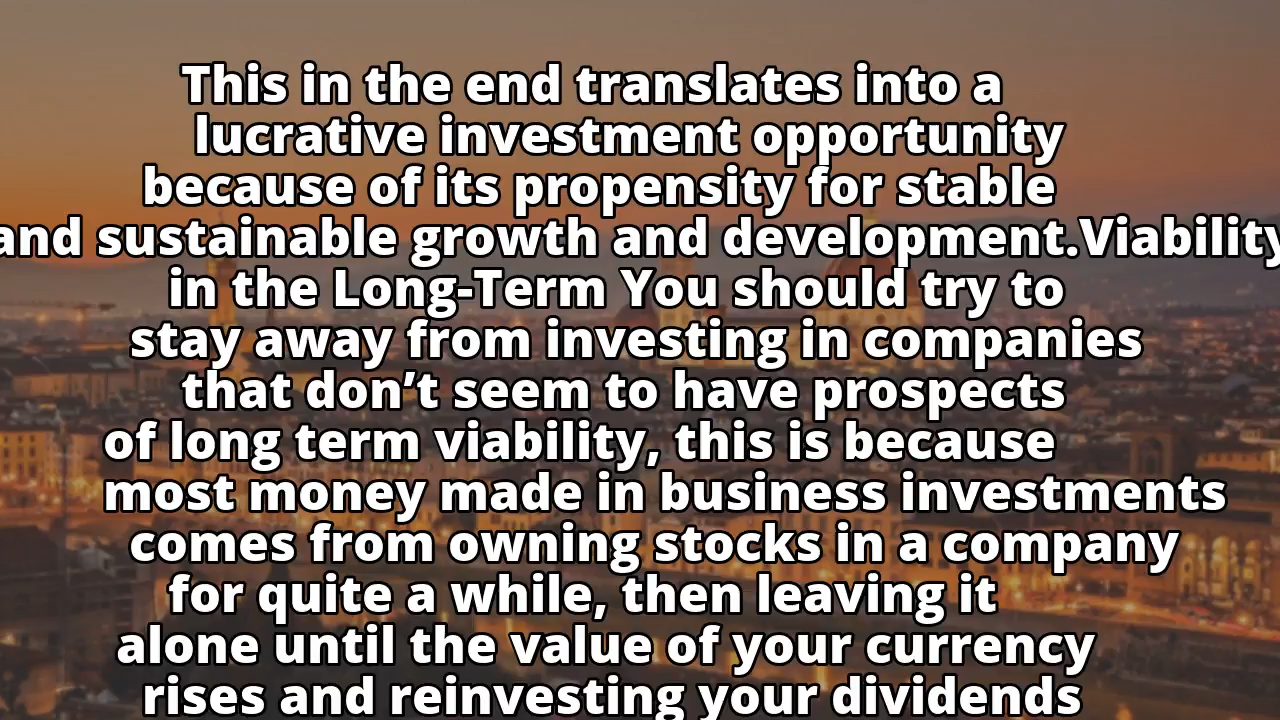 This in the end translates into a
lucrative investment opportunity
because of its propensity for stable
and sustainable growth and development.Viability
in the Long-Term You should try to
stay away from investing in companies
that don’t seem to have prospects
of long term viability, this is because
most money made in business investments
comes from owning stocks in a company
for quite a while, then leaving it
alone until the value of your currency
rises and reinvesting your dividends